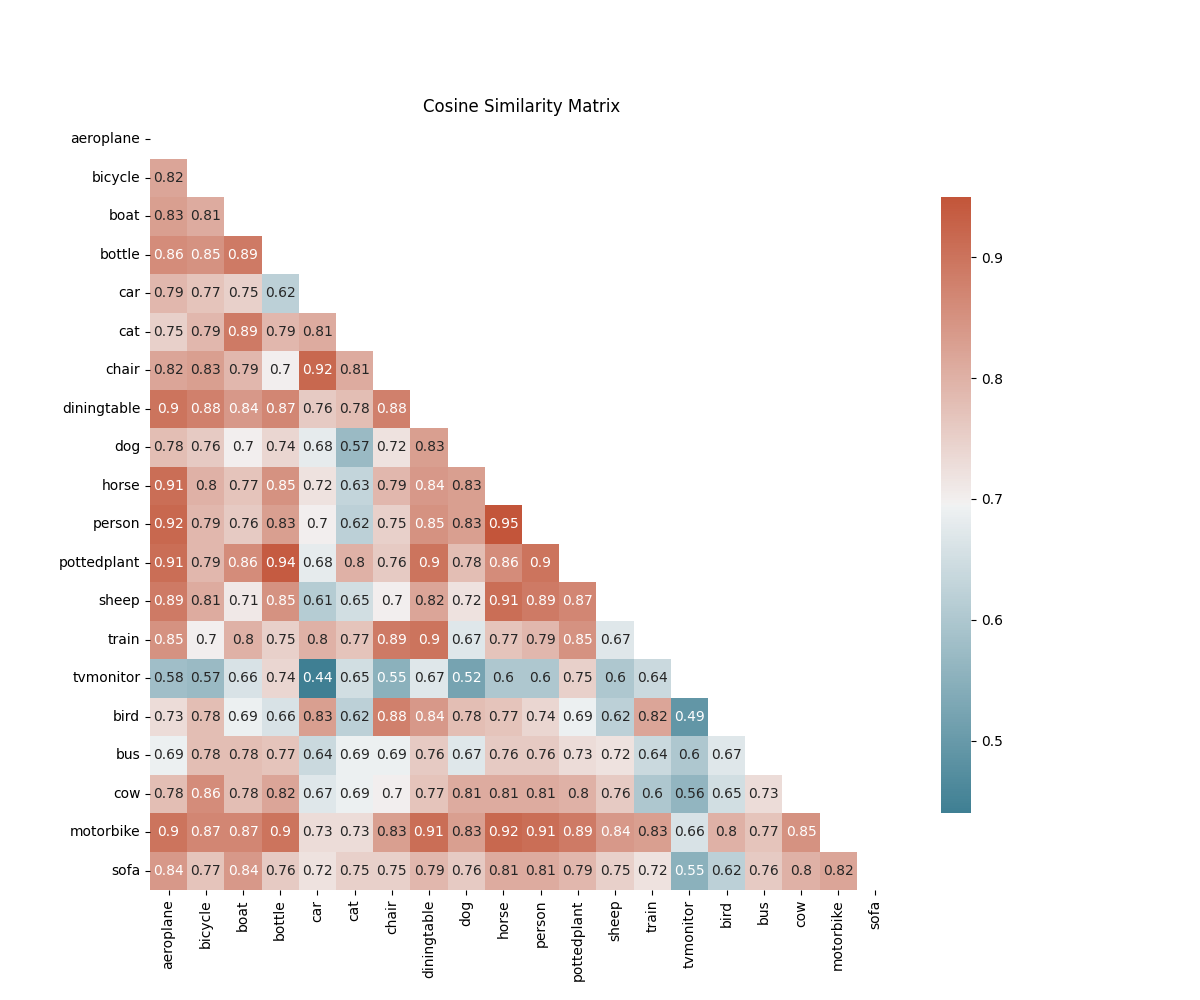 Cosine Similarity Matrix
aeroplane
bicycle 0.82
boat 0.83 0.81
bottle 0.86 0.85 0.89
car 0.79 0.77 0.75 0.62
cat 0.75 0.79 0.89 0.79 0.81
chair 0.82 0.83 0.79 0.7 0.92 0.81
diningtable 0.9 0.88 0.84 0.87 0.76 0.78 0.88
dog 0.78 0.76 0.7 0.74 0.68 0.57 0.72 0.83
horse 0.91 0.8 0.77 0.85 0.72 0.63 0.79 0.84 0.83
person 0.92 0.79 0.76 0.83 0.7 0.62 0.75 0.85 0.83 0.95
pottedplant 0.91 0.79 0.86 0.94 0.68 0.8 0.76 0.9 0.78 0.86 0.9
sheep 0.89 0.81 0.71 0.85 0.61 0.65 0.7 0.82 0.72 0.91 0.89 0.87
train 0.85 0.7 0.8 0.75 0.8 0.77 0.89 0.9 0.67 0.77 0.79 0.85 0.67
tvmonitor 0.58 0.57 0.66 0.74 0.44 0.65 0.55 0.67 0.52 0.6 0.6 0.75 0.6 0.64
bird 0.73 0.78 0.69 0.66 0.83 0.62 0.88 0.84 0.78 0.77 0.74 0.69 0.62 0.82 0.49
bus 0.69 0.78 0.78 0.77 0.64 0.69 0.69 0.76 0.67 0.76 0.76 0.73 0.72 0.64 0.6 0.67
cow 0.78 0.86 0.78 0.82 0.67 0.69 0.7 0.77 0.81 0.81 0.81 0.8 0.76 0.6 0.56 0.65 0.73
motorbike 0.9 0.87 0.87 0.9 0.73 0.73 0.83 0.91 0.83 0.92 0.91 0.89 0.84 0.83 0.66 0.8 0.77 0.85
sofa 0.84 0.77 0.84 0.76 0.72 0.75 0.75 0.79 0.76 0.81 0.81 0.79 0.75 0.72 0.55 0.62 0.76 0.8 0.82
aeroplane
bicycle
boat
bottle
car
cat
chair
diningtable
dog
horse
person
pottedplant
sheep
train
tvmonitor
bird
bus
cow
motorbike
sofa
0.9
0.8
0.7
0.6
0.5